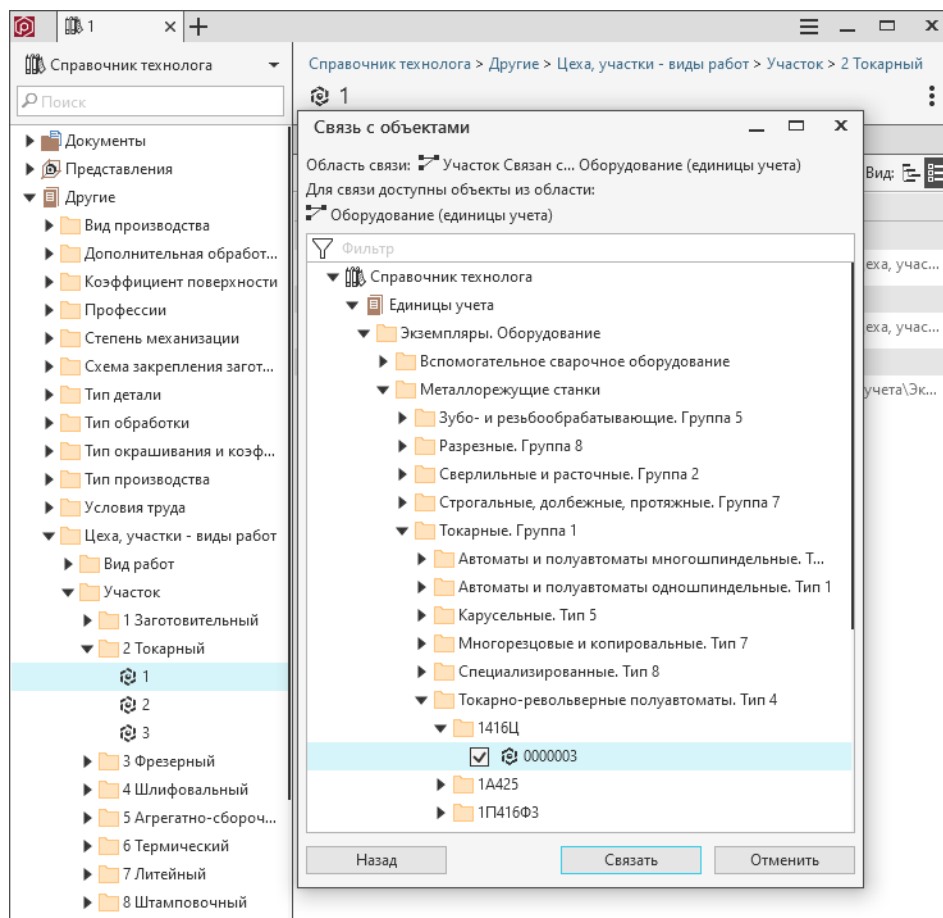 1
Справочник технолога
Поиск
Документы
Представления
Другие
Вид производства
Дополнительная обработ...
Коэффициент поверхности
Профессии
Степень механизации
Схема закрепления загот...
Тип детали
Тип обработки
Тип окрашивания и коэф...
Тип производства
Условия труда
Цеха, участки - виды работ
Вид работ
Участок
1 Заготовительный
2 Токарный
1
2
3
3 Фрезерный
4 Шлифовальный
5 Агрегатно-сбороч...
6 Термический
7 Литейный
8 Штамповочный
Справочник технолога > Другие > Цеха, участки - виды работ > Участок > 2 Токарный
1
Вид:
еха, учас...
еха, учас...
учета\Эк...
Связь с объектами
Область связи: Участок Связан с... Оборудование (единицы учета)
Для связи доступны объекты из области:
Оборудование (единицы учета)
Фильтр
Справочник технолога
Единицы учета
Экземпляры. Оборудование
Вспомогательное сварочное оборудование
Металлорежущие станки
Зубо- и резьбообрабатывающие. Группа 5
Разрезные. Группа 8
Сверлильные и расточные. Группа 2
Строгальные, долбежные, протяжные. Группа 7
Токарные. Группа 1
Автоматы и полуавтоматы многошпиндельные. Т...
Автоматы и полуавтоматы одношпиндельные. Тип 1
Карусельные. Тип 5
Многорезцовые и копировальные. Тип 7
Специализированные. Тип 8
Токарно-револьверные полуавтоматы. Тип 4
1416Ц
0000003
1А425
1П416Ф3
Назад
Связать
Отменить